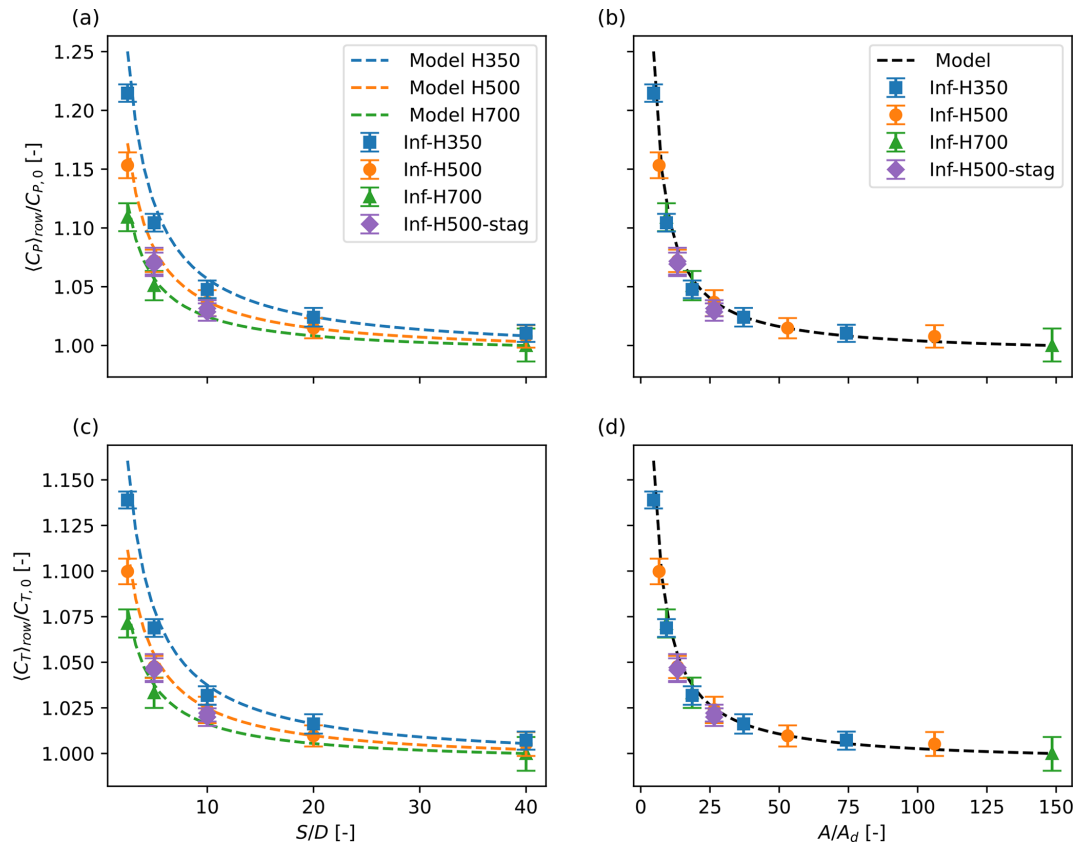 (a)
1.25
1.20
1.15
1.10
1.05
1.00
⟨C_P⟩_row/C_P,0 [-]
Model H350
Model H500
Model H700
Inf-H350
Inf-H500
Inf-H700
Inf-H500-stag
(b)
Model
Inf-H350
Inf-H500
Inf-H700
Inf-H500-stag
(c)
1.150
1.125
1.100
1.075
1.050
1.025
1.000
⟨C_T⟩_row/C_T,0 [-]
10
20
30
40
S/D [-]
(d)
0
25
50
75
100
125
150
A/A_d [-]